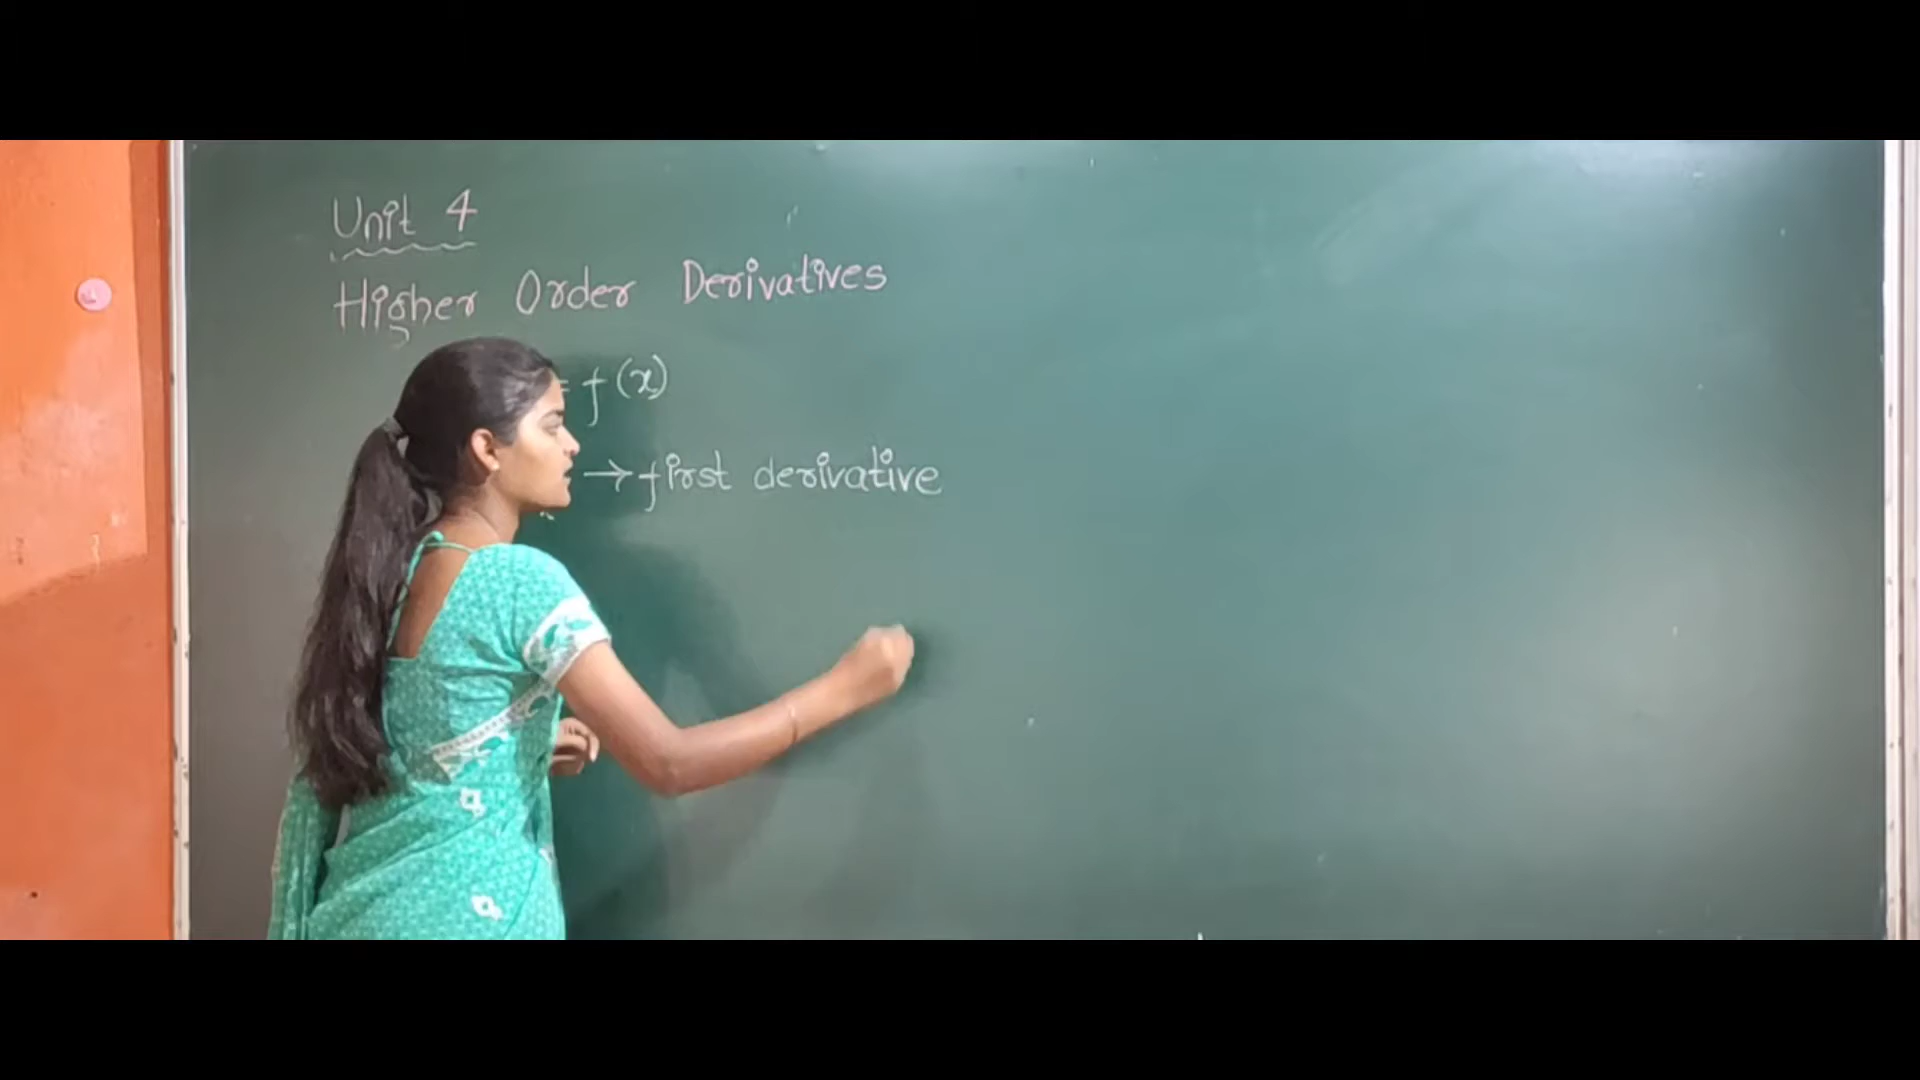 Unit 4
Higher Order Derivatives
= f(x)
→ first derivative